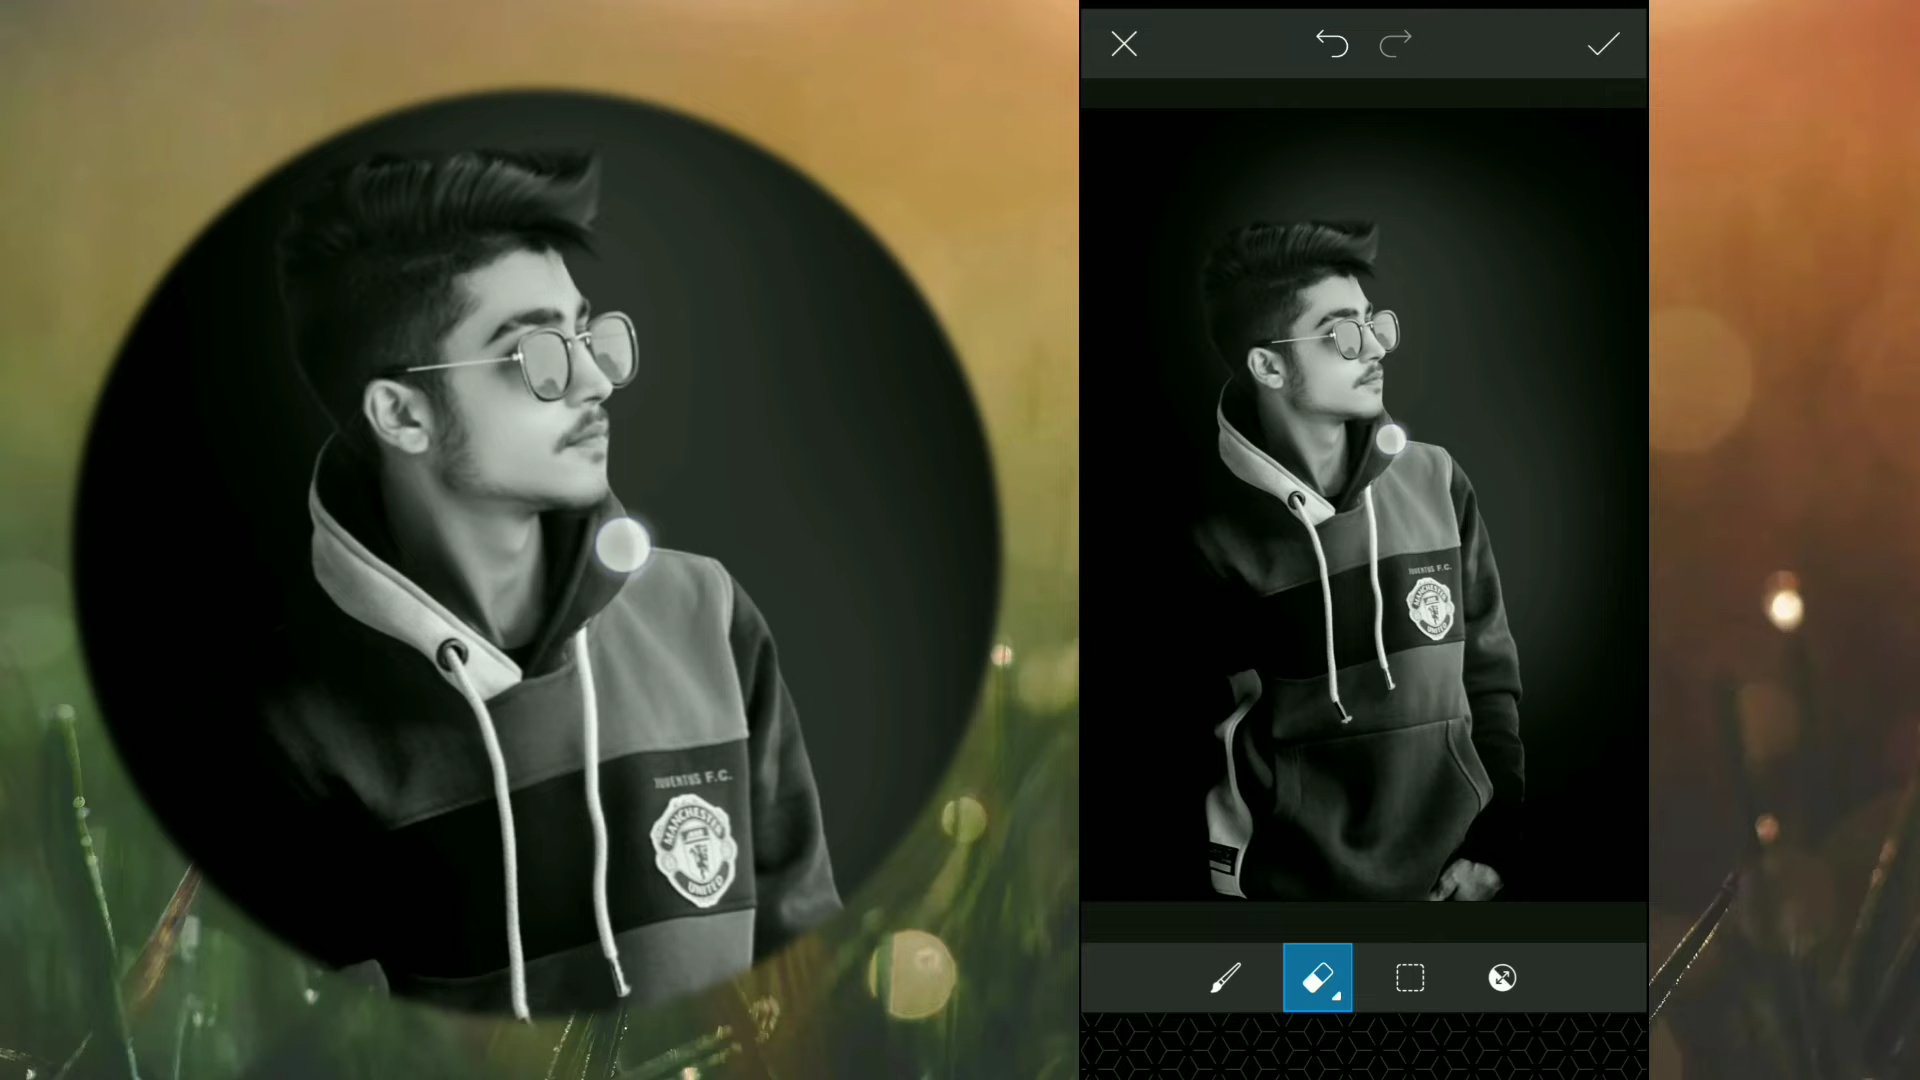 JUVENTUS F.C.
MANCHESTER
UNITED
JUVENTUS F.C.
MANCHESTER
UNITED